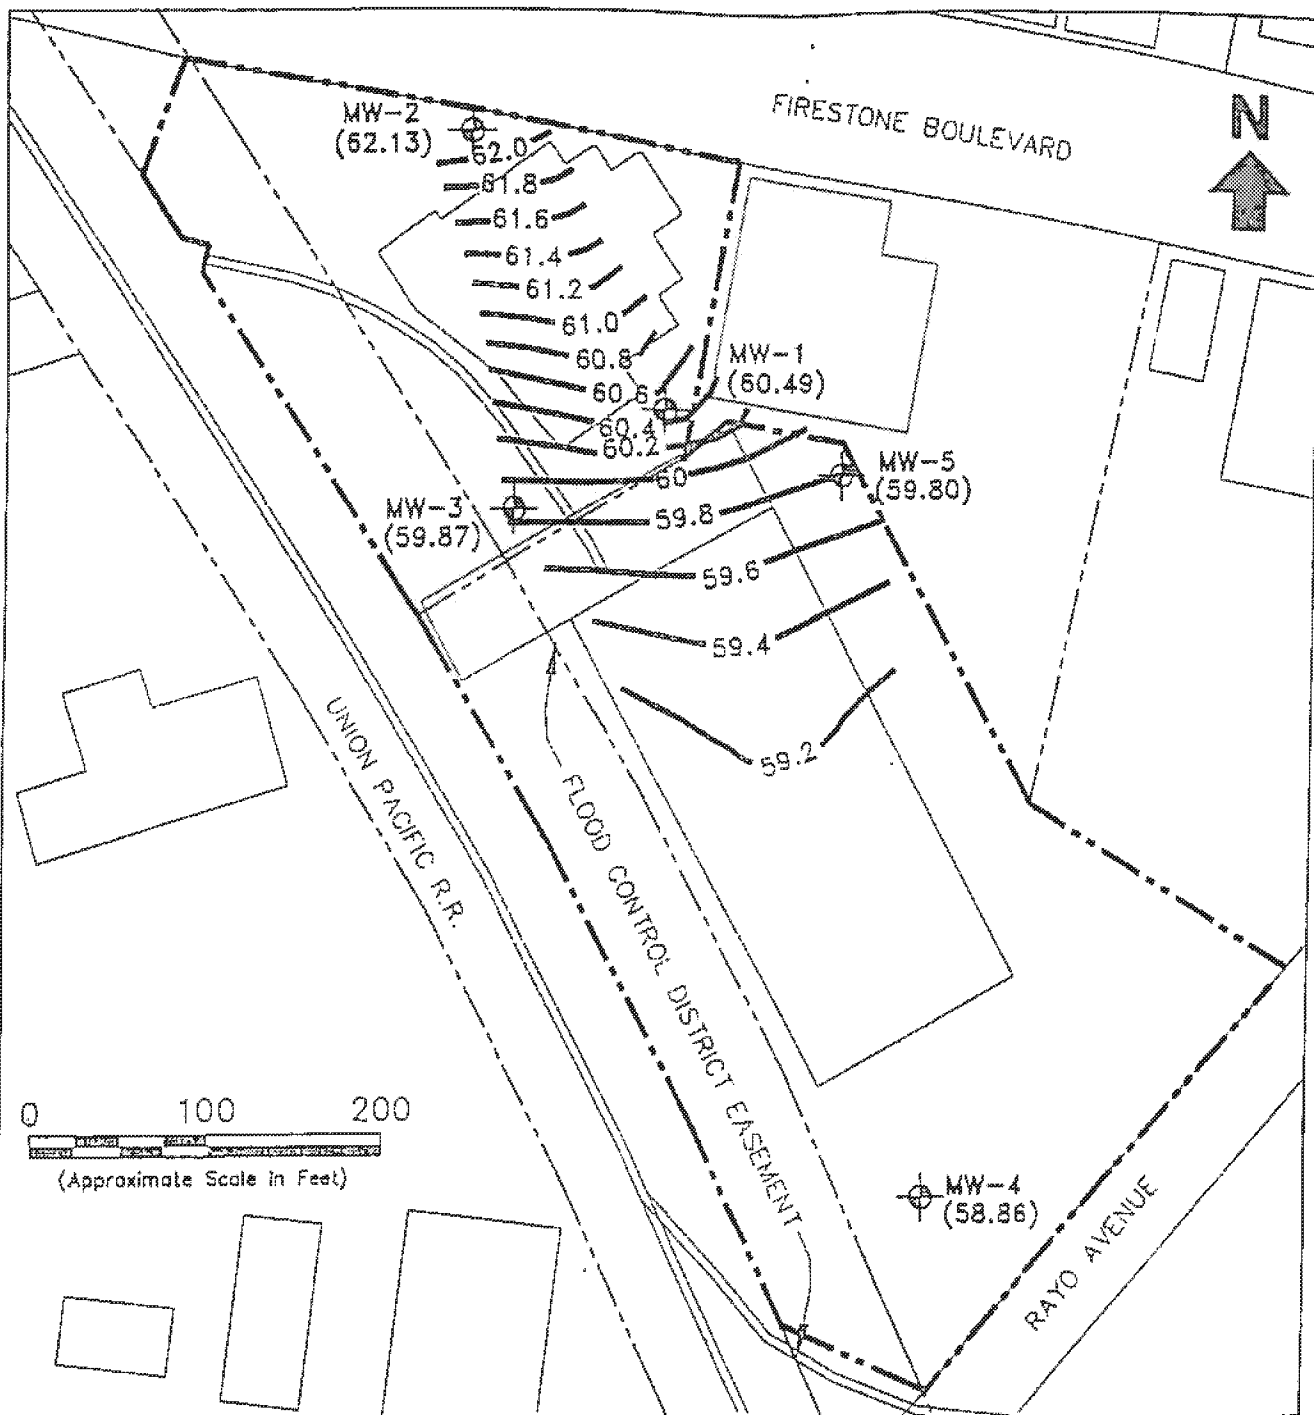 FIRESTONE BOULEVARD
N
MW-2
(62.13)
62.0
61.8
61.6
61.4
61.2
61.0
60.8
60.6
60.4
60.2
60
59.8
59.6
59.4
59.2
MW-1
(60.49)
MW-5
(59.80)
MW-3
(59.87)
UNION PACIFIC R.R.
FLOOD CONTROL DISTRICT EASEMENT
0 100 200
(Approximate Scale in Feet)
MW-4
(58.86)
RAYO AVENUE